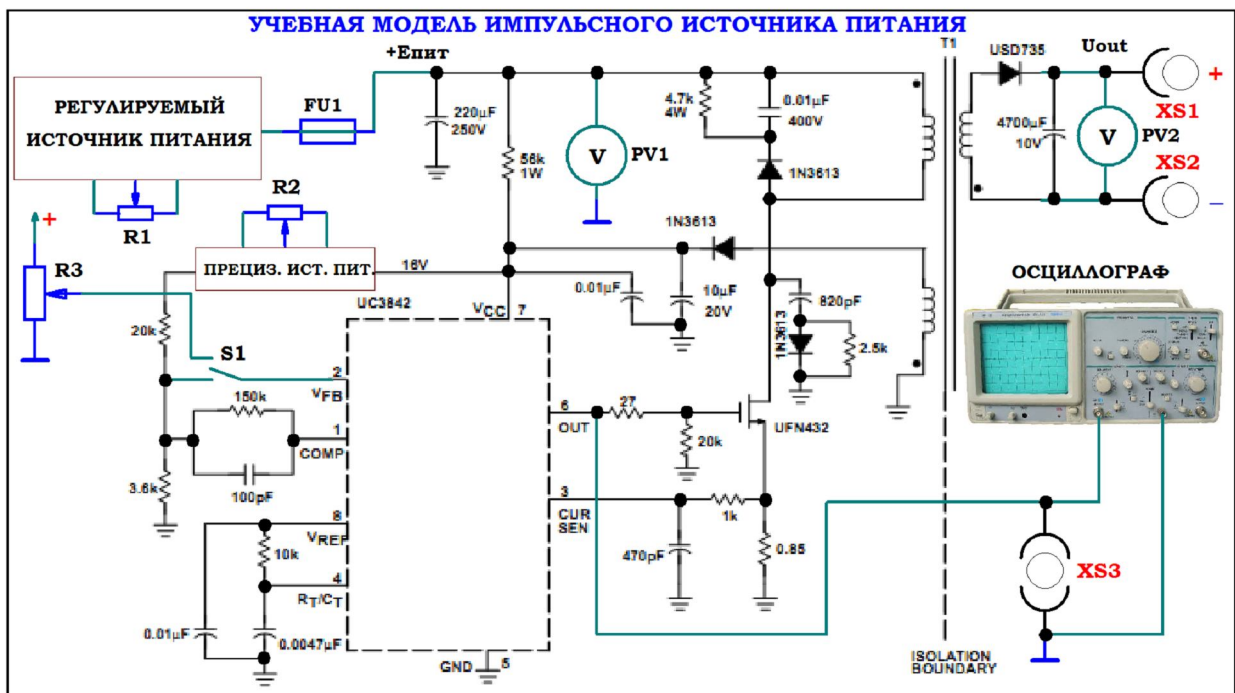 УЧЕБНАЯ МОДЕЛЬ ИМПУЛЬСНОГО ИСТОЧНИКА ПИТАНИЯ
+Eпит
T1
USD735
Uout
РЕГУЛИРУЕМЫЙ
ИСТОЧНИК ПИТАНИЯ
FU1
220µF
250V
56k
1W
V
PV1
4.7k
4W
0.01µF
400V
1N3613
4700µF
10V
V
PV2
+
XS1
XS2
–
R1
R2
+
R3
ПРЕЦИЗ. ИСТ. ПИТ.
16V
1N3613
0.01µF
10µF
20V
820pF
1N3613
2.5k
ОСЦИЛЛОГРАФ
UC3842
VCC
7
20k
S1
2
VFB
150k
1
COMP
100pF
3.6k
6
OUT
27
20k
UFN432
3
CUR
SEN
1k
470pF
0.85
8
VREF
10k
4
RT/CT
0.01µF
0.0047µF
GND
5
XS3
ISOLATION
BOUNDARY